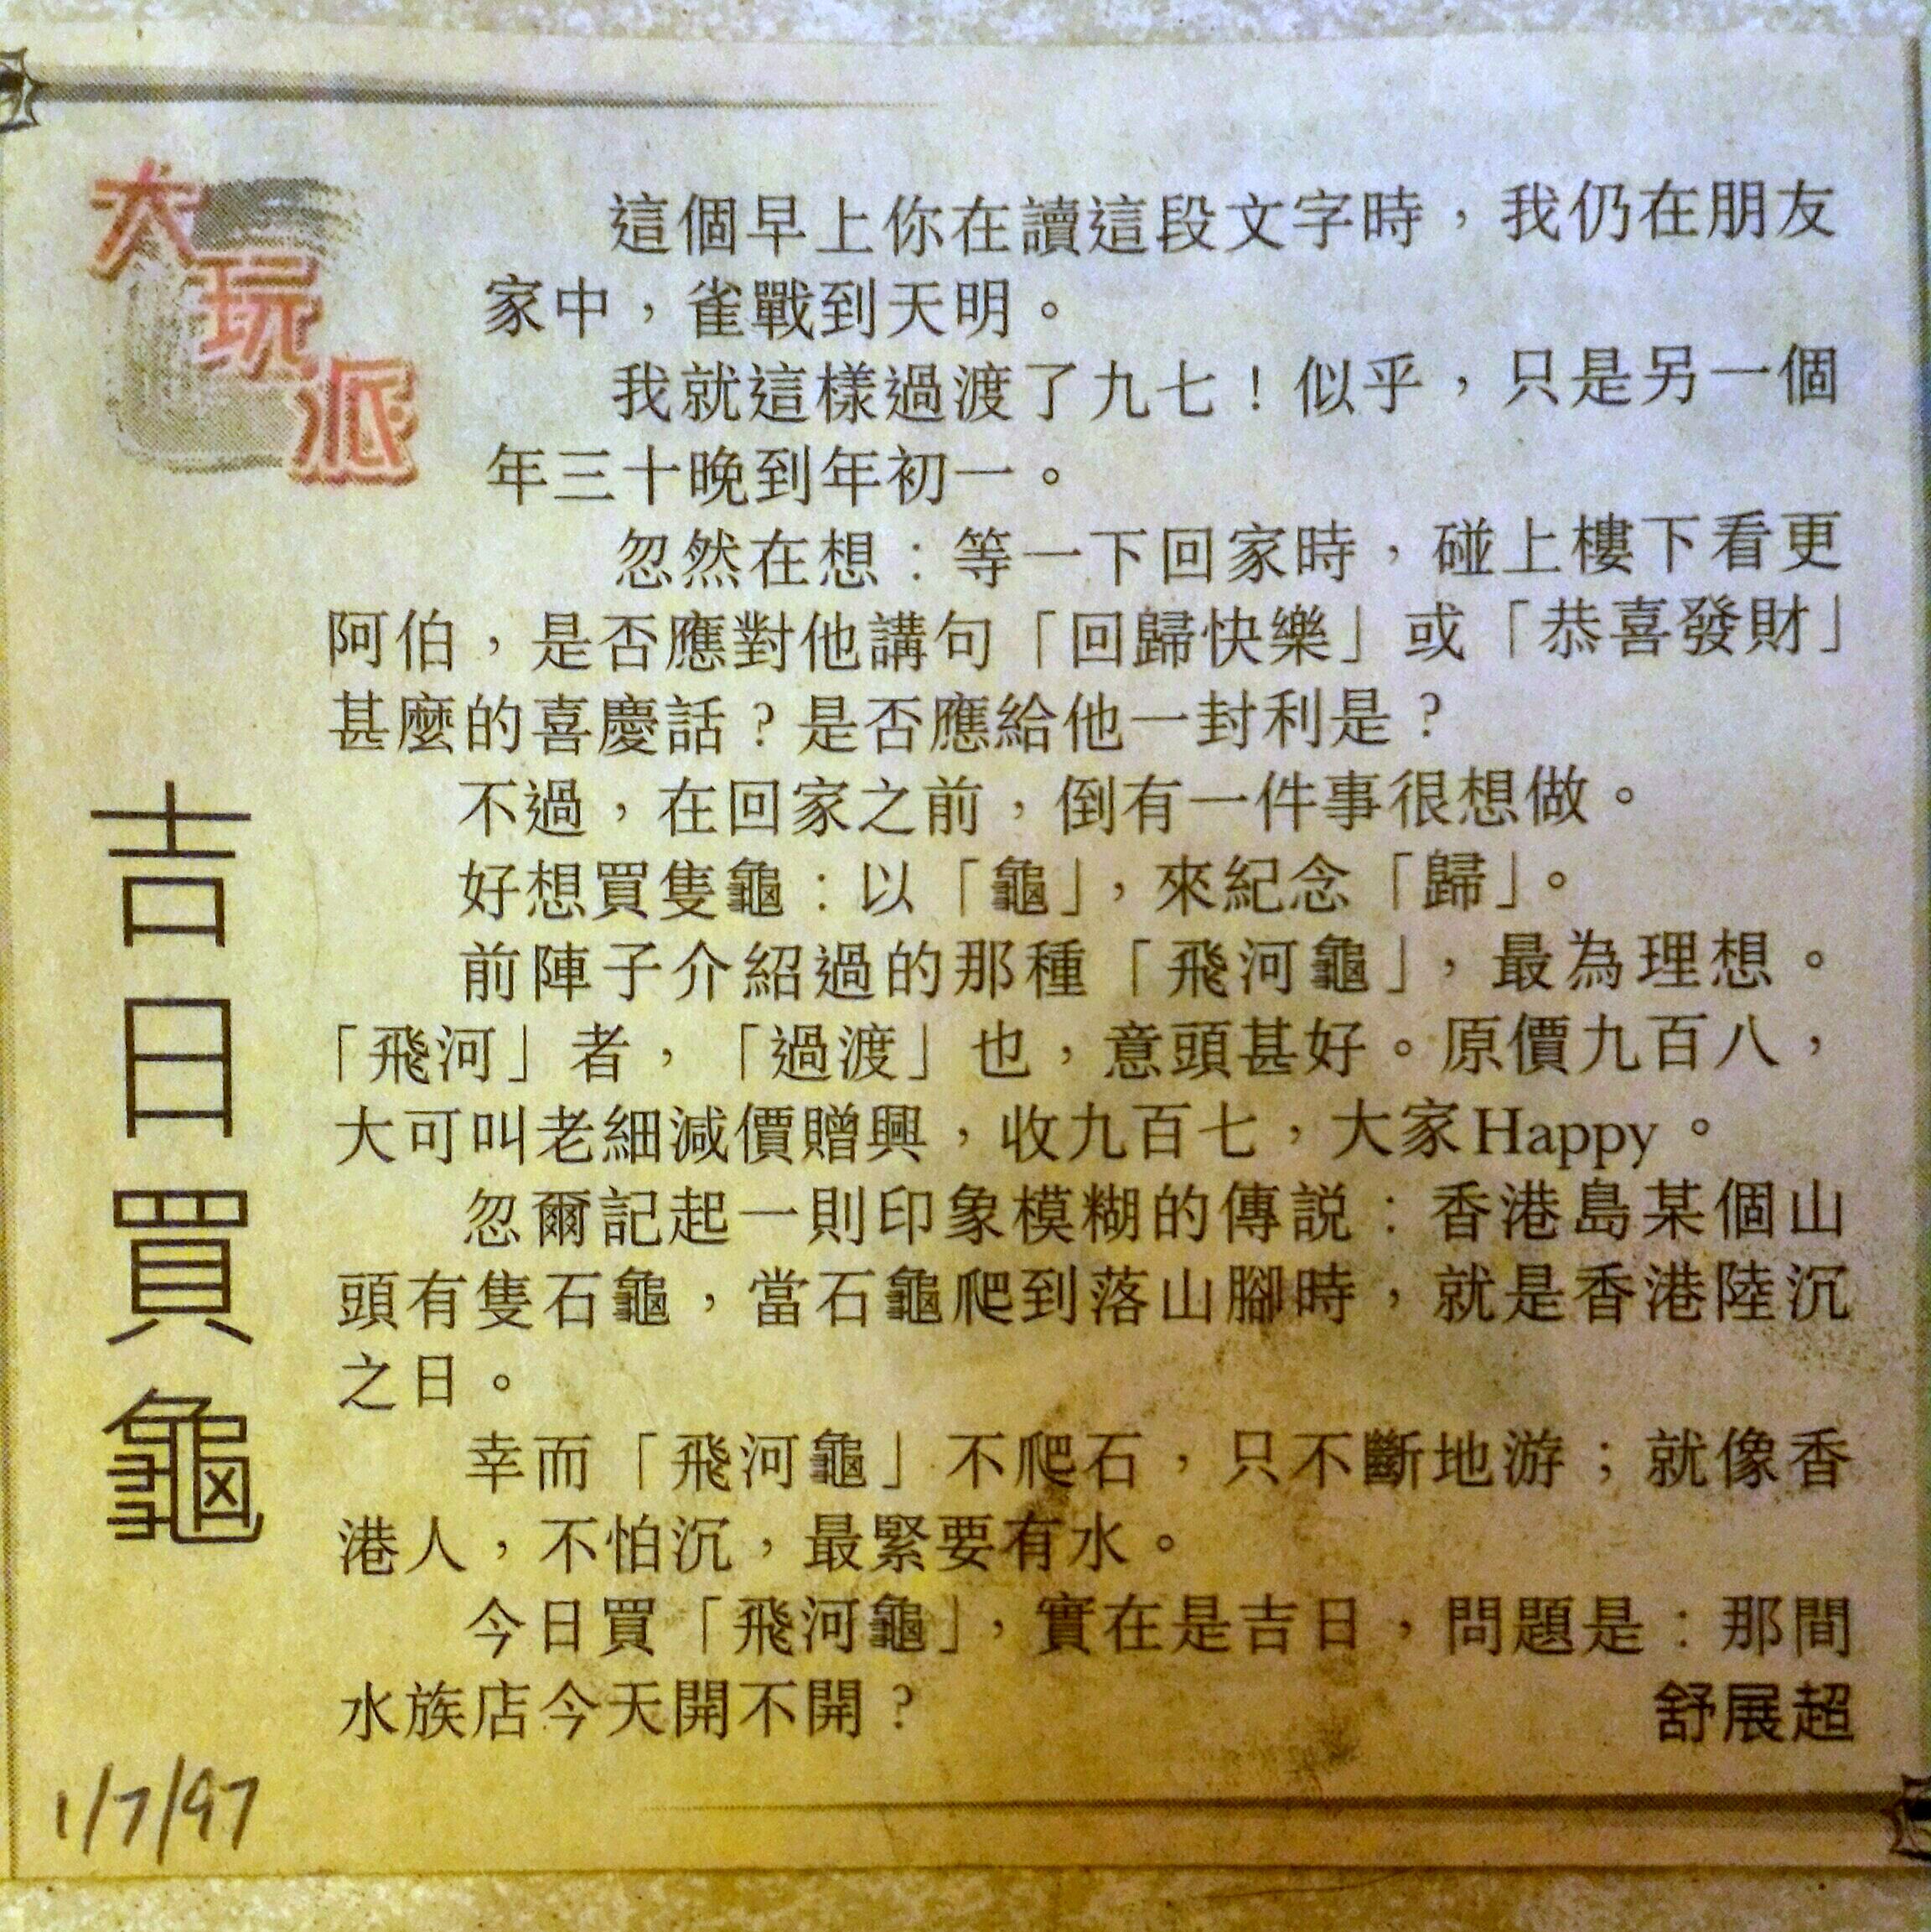 大玩派
吉日買龜
這個早上你在讀這段文字時，我仍在朋友
家中，雀戰到天明。
我就這樣過渡了九七！似乎，只是另一個
年三十晚到年初一。
忽然在想：等一下回家時，碰上樓下看更
阿伯，是否應對他講句「回歸快樂」或「恭喜發財」
甚麼的喜慶話？是否應給他一封利是？
不過，在回家之前，倒有一件事很想做。
好想買隻龜：以「龜」，來紀念「歸」。
前陣子介紹過的那種「飛河龜」，最為理想。
「飛河」者，「過渡」也，意頭甚好。原價九百八，
大可叫老細減價贈興，收九百七，大家Happy。
忽爾記起一則印象模糊的傳説：香港島某個山
頭有隻石龜，當石龜爬到落山腳時，就是香港陸沉
之日。
幸而「飛河龜」不爬石，只不斷地游；就像香
港人，不怕沉，最緊要有水。
今日買「飛河龜」，實在是吉日，問題是：那間
水族店今天開不開？
舒展超
1/7/97